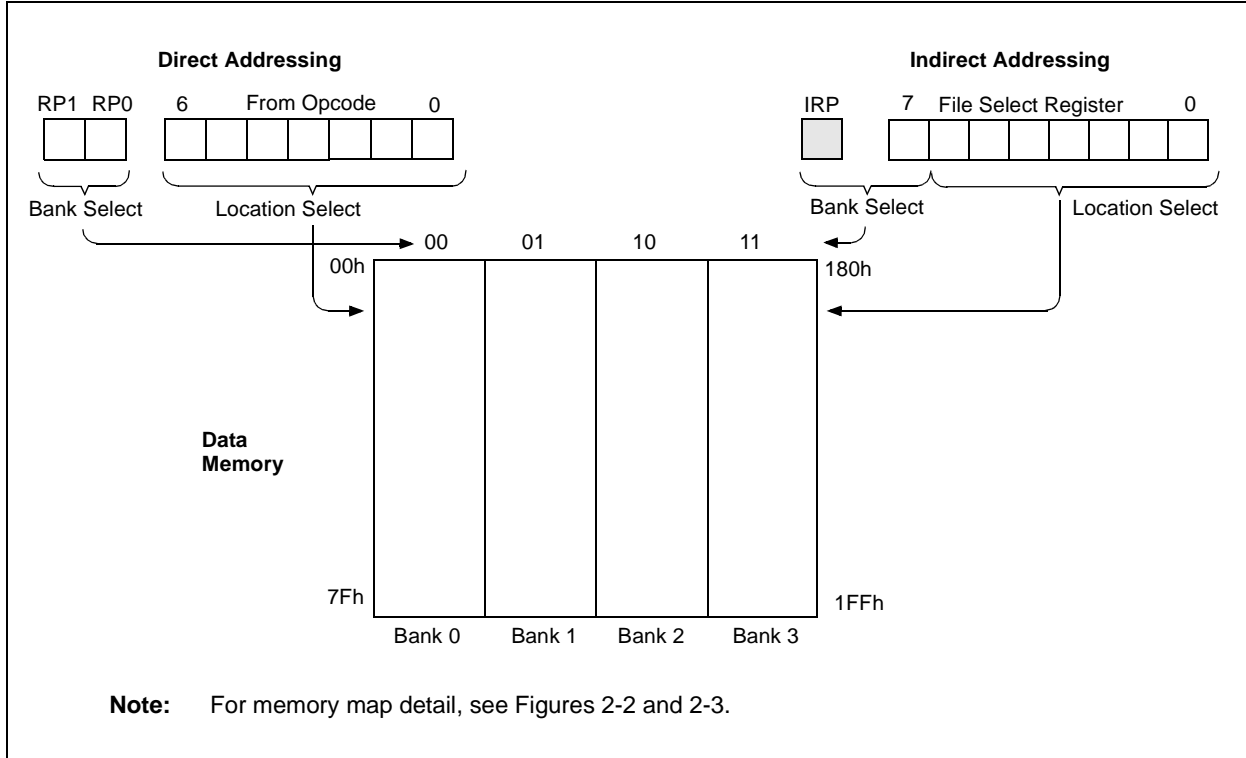 Direct Addressing
Indirect Addressing
RP1 RP0 6 From Opcode 0
IRP 7 File Select Register 0
Bank Select Location Select
Bank Select Location Select
00 01 10 11
00h 180h
Data
Memory
7Fh 1FFh
Bank 0 Bank 1 Bank 2 Bank 3
Note: For memory map detail, see Figures 2-2 and 2-3.